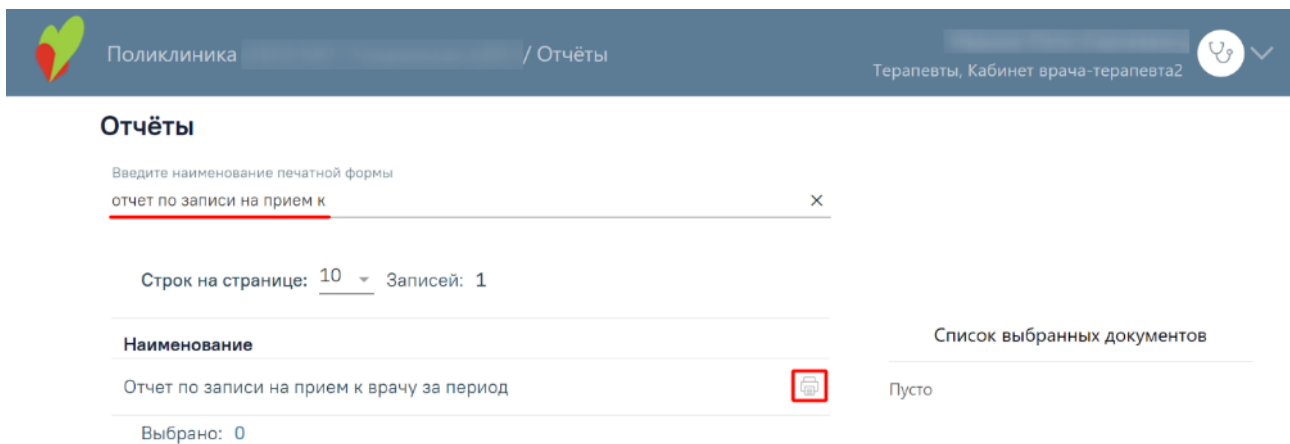 Поликлиника / Отчёты
Терапевты, Кабинет врача-терапевта2
Отчёты
Введите наименование печатной формы
отчет по записи на прием к
Строк на странице: 10 Записей: 1
Список выбранных документов
Наименование
Отчет по записи на прием к врачу за период
Пусто
Выбрано: 0